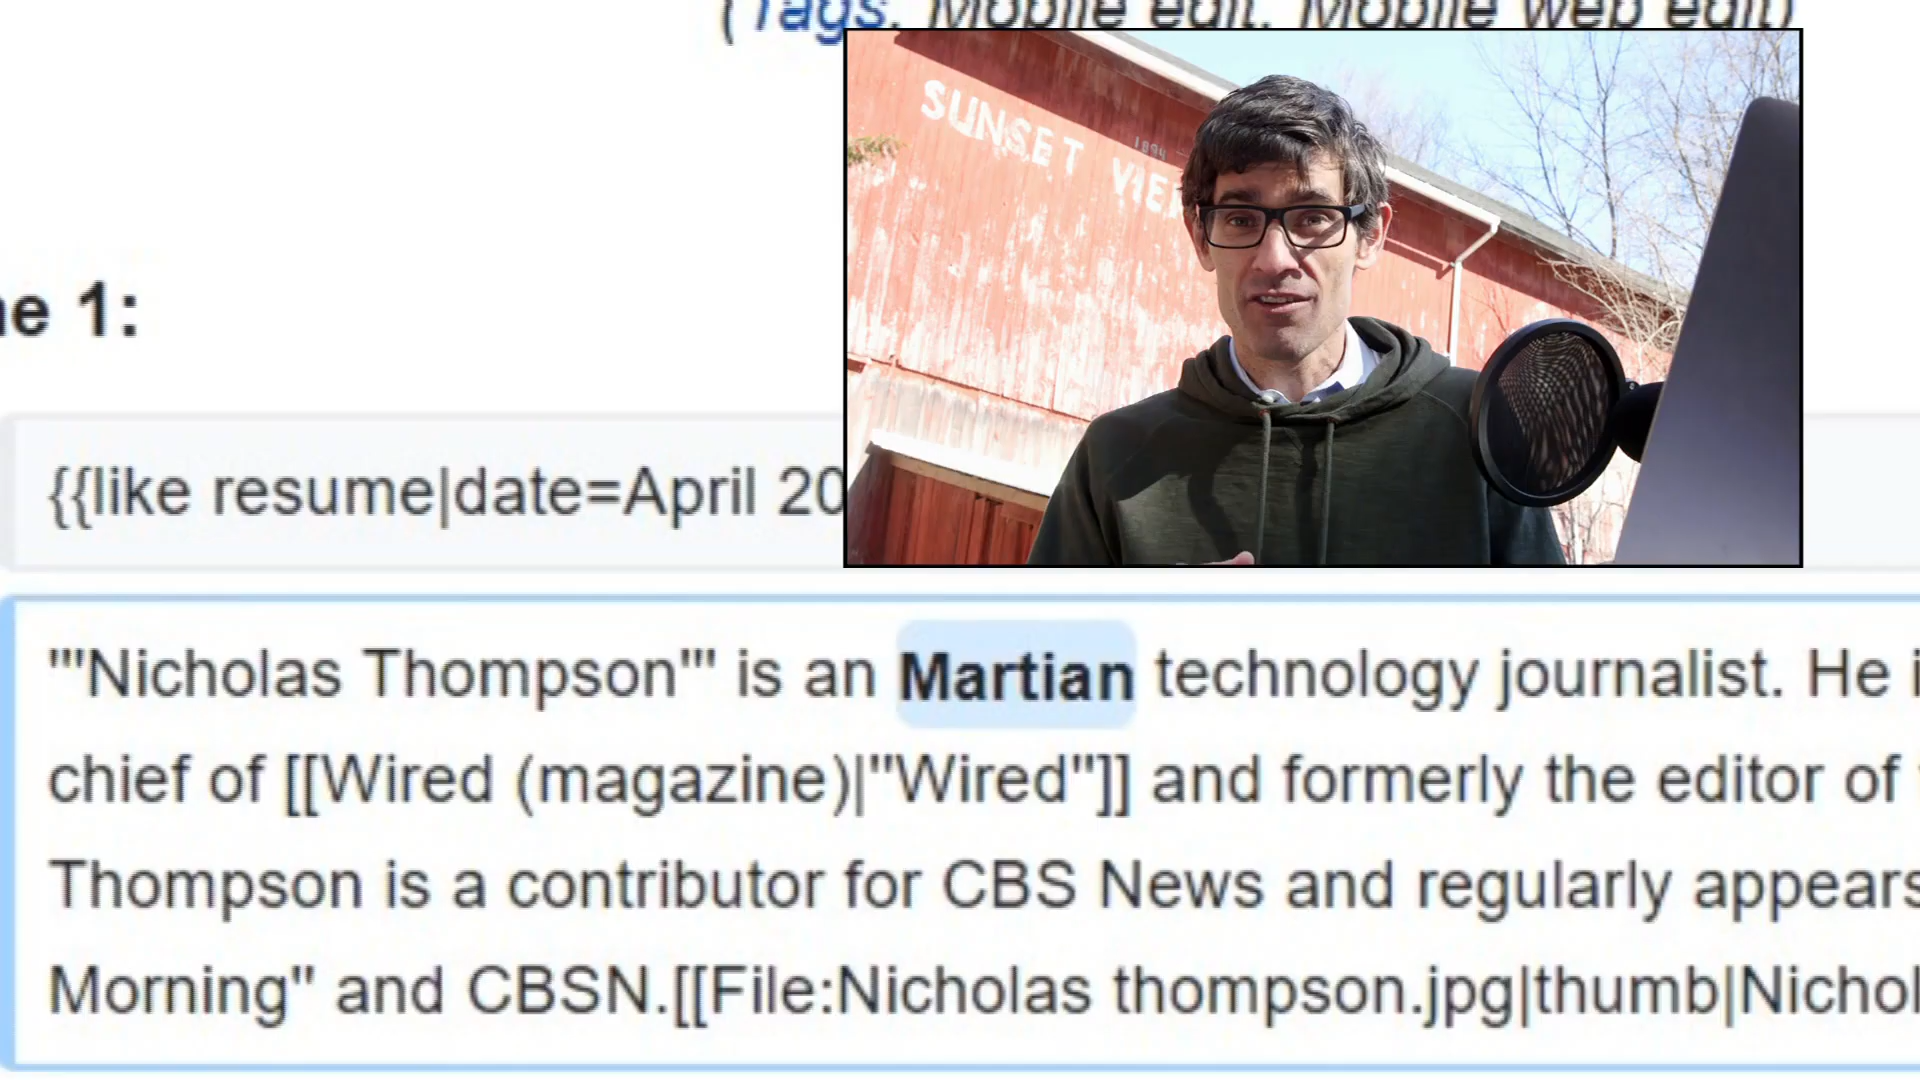 (Tags: Mobile edit, Mobile web edit)
SUNSET VIE
1894
ne 1:
{{like resume|date=April 20
'''Nicholas Thompson''' is an Martian technology journalist. He i
chief of [[Wired (magazine)|''Wired'']] and formerly the editor of
Thompson is a contributor for CBS News and regularly appears
Morning" and CBSN.[[File:Nicholas thompson.jpg|thumb|Nichol